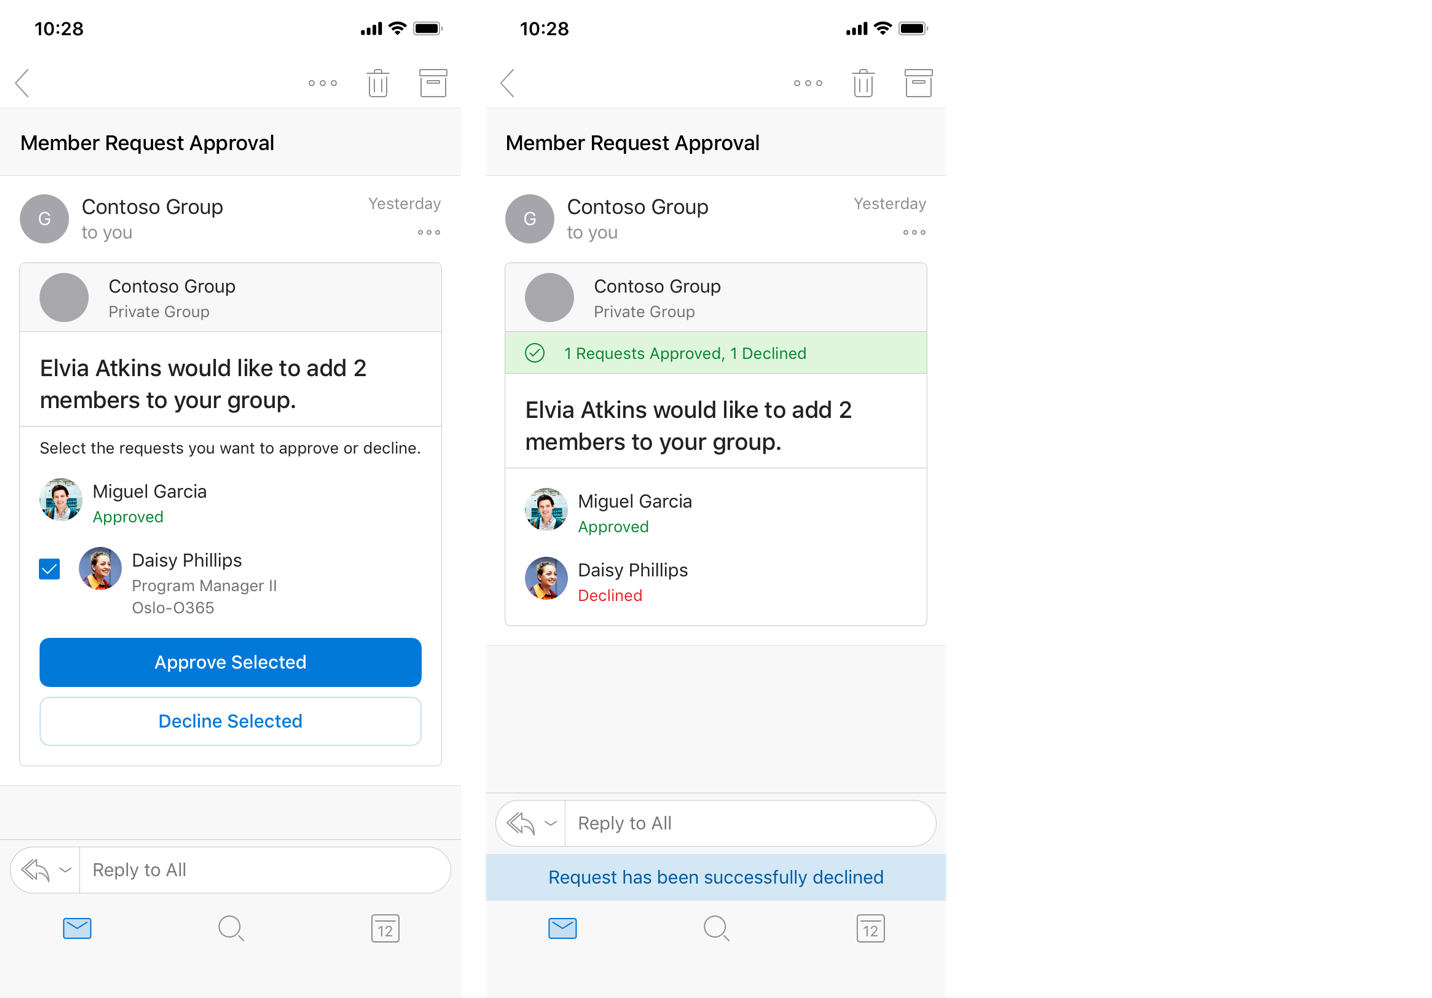 10:28
Member Request Approval
G
Contoso Group
Yesterday
to you
Contoso Group
Private Group
Elvia Atkins would like to add 2
members to your group.
Select the requests you want to approve or decline.
Miguel Garcia
Approved
Daisy Phillips
Program Manager II
Oslo-O365
Approve Selected
Decline Selected
Reply to All
12
10:28
Member Request Approval
G
Contoso Group
Yesterday
to you
Contoso Group
Private Group
1 Requests Approved, 1 Declined
Elvia Atkins would like to add 2
members to your group.
Miguel Garcia
Approved
Daisy Phillips
Declined
Reply to All
Request has been successfully declined
12